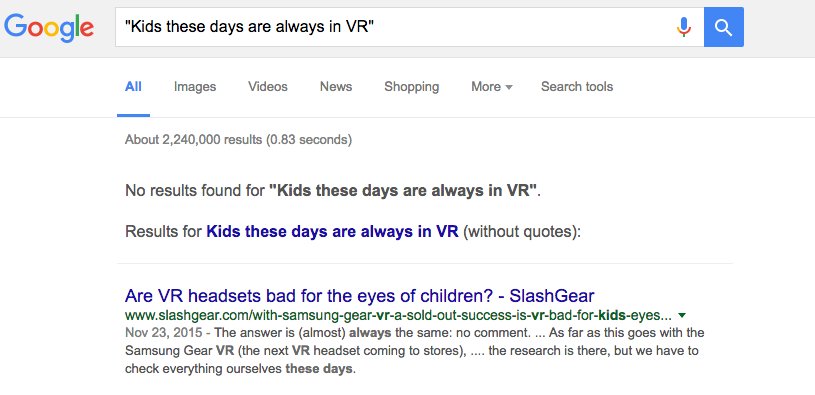 Google "Kids these days are always in VR"
All Images Videos News Shopping More Search tools
About 2,240,000 results (0.83 seconds)
No results found for "Kids these days are always in VR".
Results for Kids these days are always in VR (without quotes):
Are VR headsets bad for the eyes of children? - SlashGear
www.slashgear.com/with-samsung-gear-vr-a-sold-out-success-is-vr-bad-for-kids-eyes...
Nov 23, 2015 - The answer is (almost) always the same: no comment. ... As far as this goes with the
Samsung Gear VR (the next VR headset coming to stores), .... the research is there, but we have to
check everything ourselves these days.